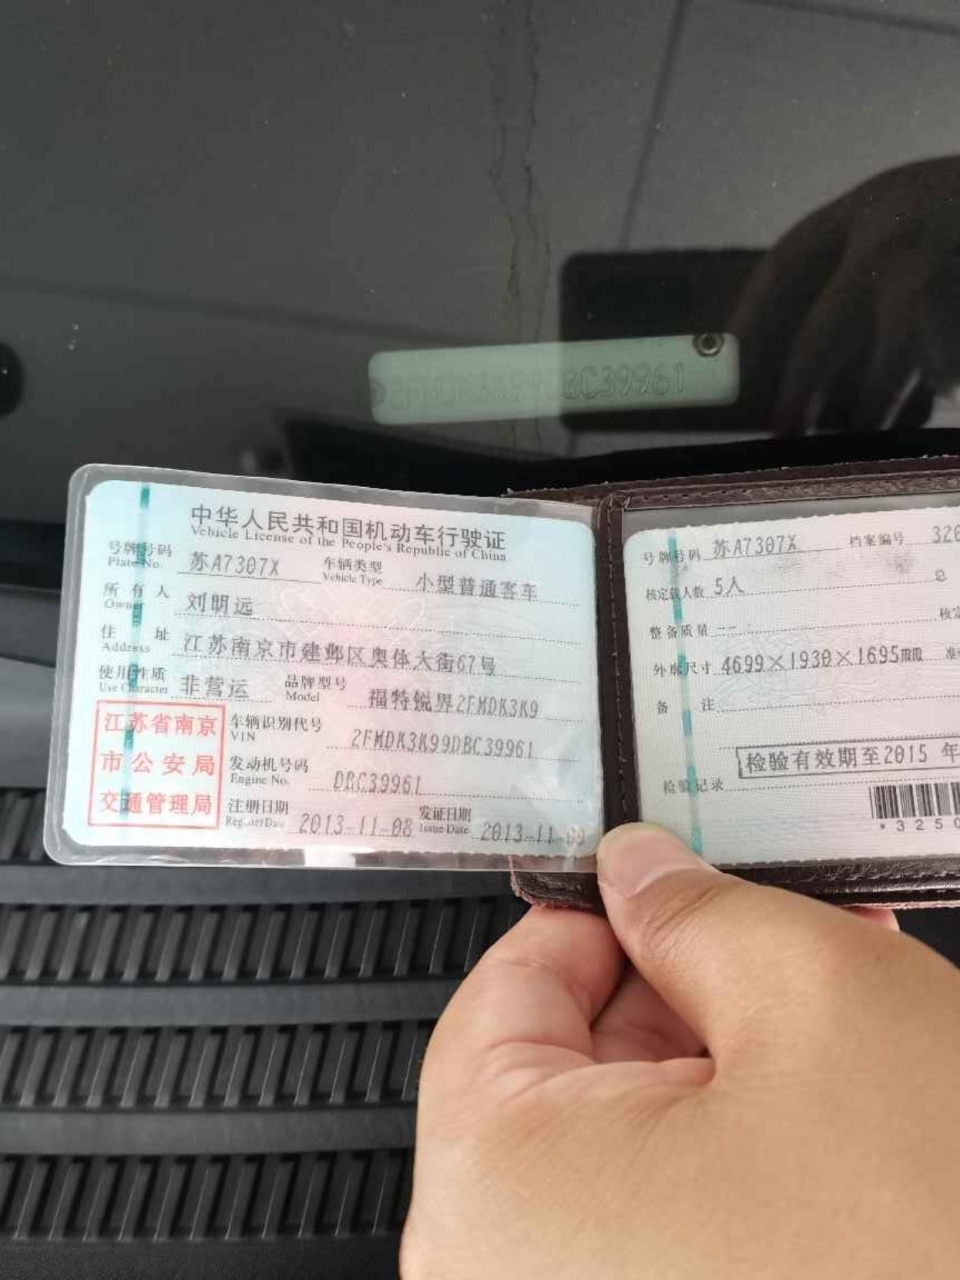 BC39961
中华人民共和国机动车行驶证
Vehicle License of the People's Republic of China
号牌号码 苏A7307X 车辆类型 小型普通客车
Plate No. Vehicle Type
所有人 刘明远
Owner
住址 江苏南京市建邺区奥体大街67号
Address
使用性质 非营运 品牌型号 福特锐界2FMDK3K9
Use Character Model
江苏省南京
市公安局
交通管理局
车辆识别代号 2FMDK3K99DBC39961
VIN
发动机号码 DBC39961
Engine No.
注册日期 2013-11-08 发证日期 2013-11-09
Register Date Issue Date
号牌号码 苏A7307X 档案编号 320
核定载人数 5人 总
整备质量 -- 核定
外廓尺寸 4699×1930×1695mm 准
备注
检验有效期至2015 年
检验记录
*3250